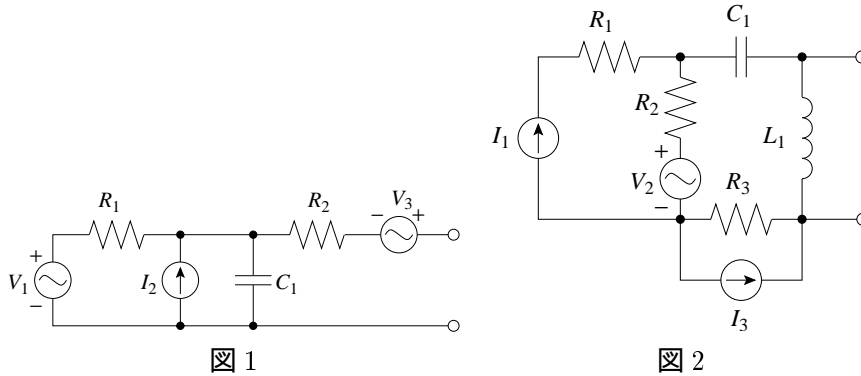 R₁
I₂
C₁
R₂
V₃
− +
+
V₁
−
図 1
R₁
C₁
R₂
I₁
+
V₂
−
L₁
R₃
I₃
図 2